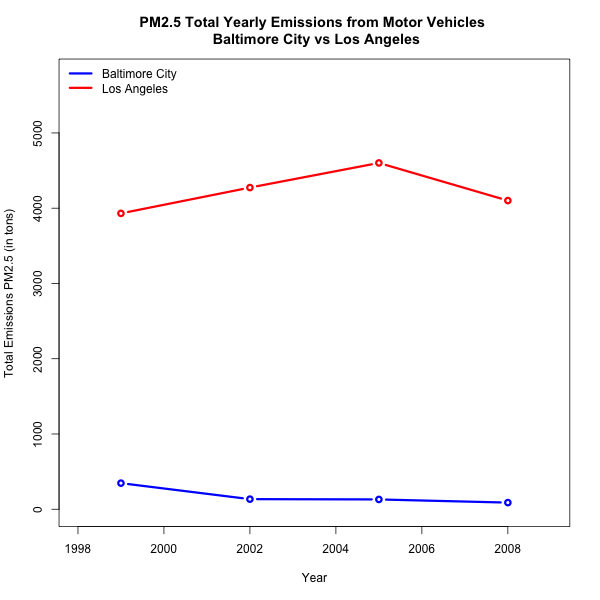 PM2.5 Total Yearly Emissions from Motor Vehicles
Baltimore City vs Los Angeles
Baltimore City
Los Angeles
Total Emissions PM2.5 (in tons)
5000
4000
3000
2000
1000
0
1998 2000 2002 2004 2006 2008
Year